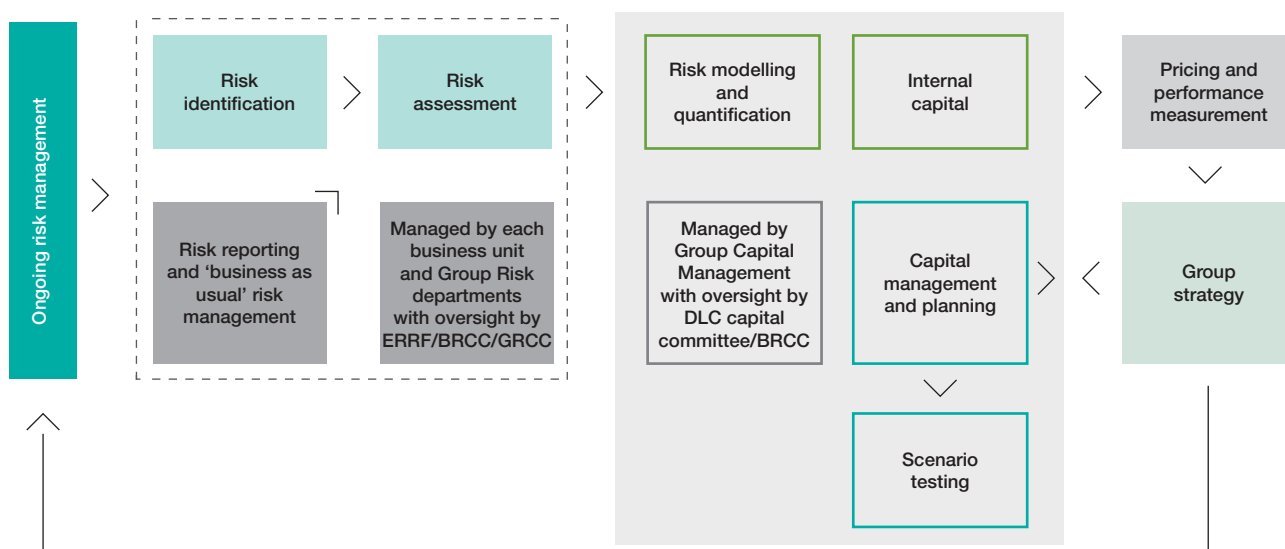 Ongoing risk management
Risk
identification
Risk
assessment
Risk modelling
and
quantification
Internal
capital
Pricing and
performance
measurement
Risk reporting
and ‘business as
usual’ risk
management
Managed by each
business unit
and Group Risk
departments
with oversight by
ERRF/BRCC/GRCC
Managed by
Group Capital
Management
with oversight by
DLC capital
committee/BRCC
Capital
management
and planning
Group
strategy
Scenario
testing